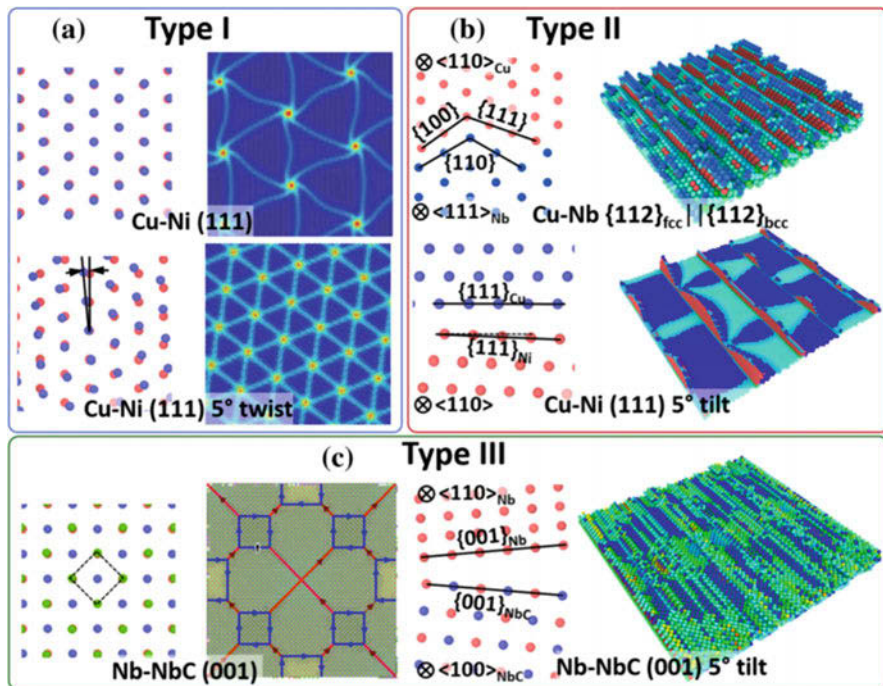 (a) Type I
Cu-Ni (111)
Cu-Ni (111) 5° twist
(b) Type II
⊗<110>Cu
{100} {111}
{110}
⊗<111>Nb
Cu-Nb {112}fcc||{112}bcc
{111}Cu
{111}Ni
⊗<110>
Cu-Ni (111) 5° tilt
(c) Type III
Nb-NbC (001)
⊗<110>Nb
{001}Nb
{001}NbC
⊗<100>NbC
Nb-NbC (001) 5° tilt